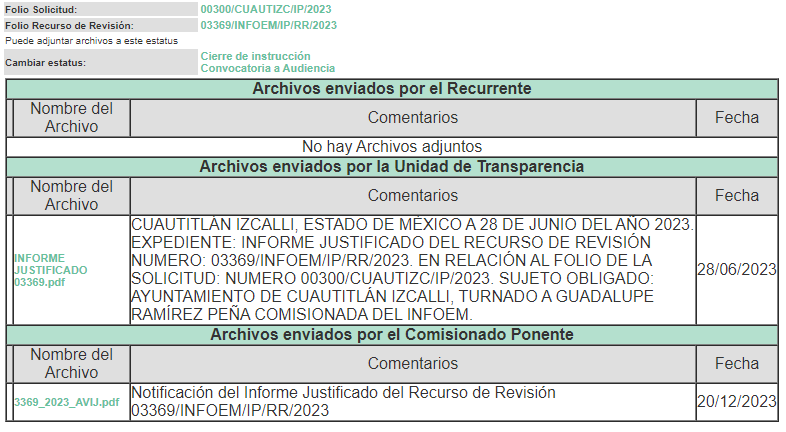 Folio Solicitud: 00300/CUAUTIZC/IP/2023
Folio Recurso de Revisión: 03369/INFOEM/IP/RR/2023
Puede adjuntar archivos a este estatus
Cambiar estatus: Cierre de instrucción
Convocatoria a Audiencia
Archivos enviados por el Recurrente
Nombre del Archivo Comentarios Fecha
No hay Archivos adjuntos
Archivos enviados por la Unidad de Transparencia
Nombre del Archivo Comentarios Fecha
INFORME
JUSTIFICADO
03369.pdf
CUAUTITLÁN IZCALLI, ESTADO DE MÉXICO A 28 DE JUNIO DEL AÑO 2023.
EXPEDIENTE: INFORME JUSTIFICADO DEL RECURSO DE REVISIÓN
NUMERO: 03369/INFOEM/IP/RR/2023. EN RELACIÓN AL FOLIO DE LA
SOLICITUD: NUMERO 00300/CUAUTIZC/IP/2023. SUJETO OBLIGADO:
AYUNTAMIENTO DE CUAUTITLÁN IZCALLI, TURNADO A GUADALUPE
RAMÍREZ PEÑA COMISIONADA DEL INFOEM.
28/06/2023
Archivos enviados por el Comisionado Ponente
Nombre del Archivo Comentarios Fecha
3369_2023_AVIJ.pdf
Notificación del Informe Justificado del Recurso de Revisión
03369/INFOEM/IP/RR/2023
20/12/2023